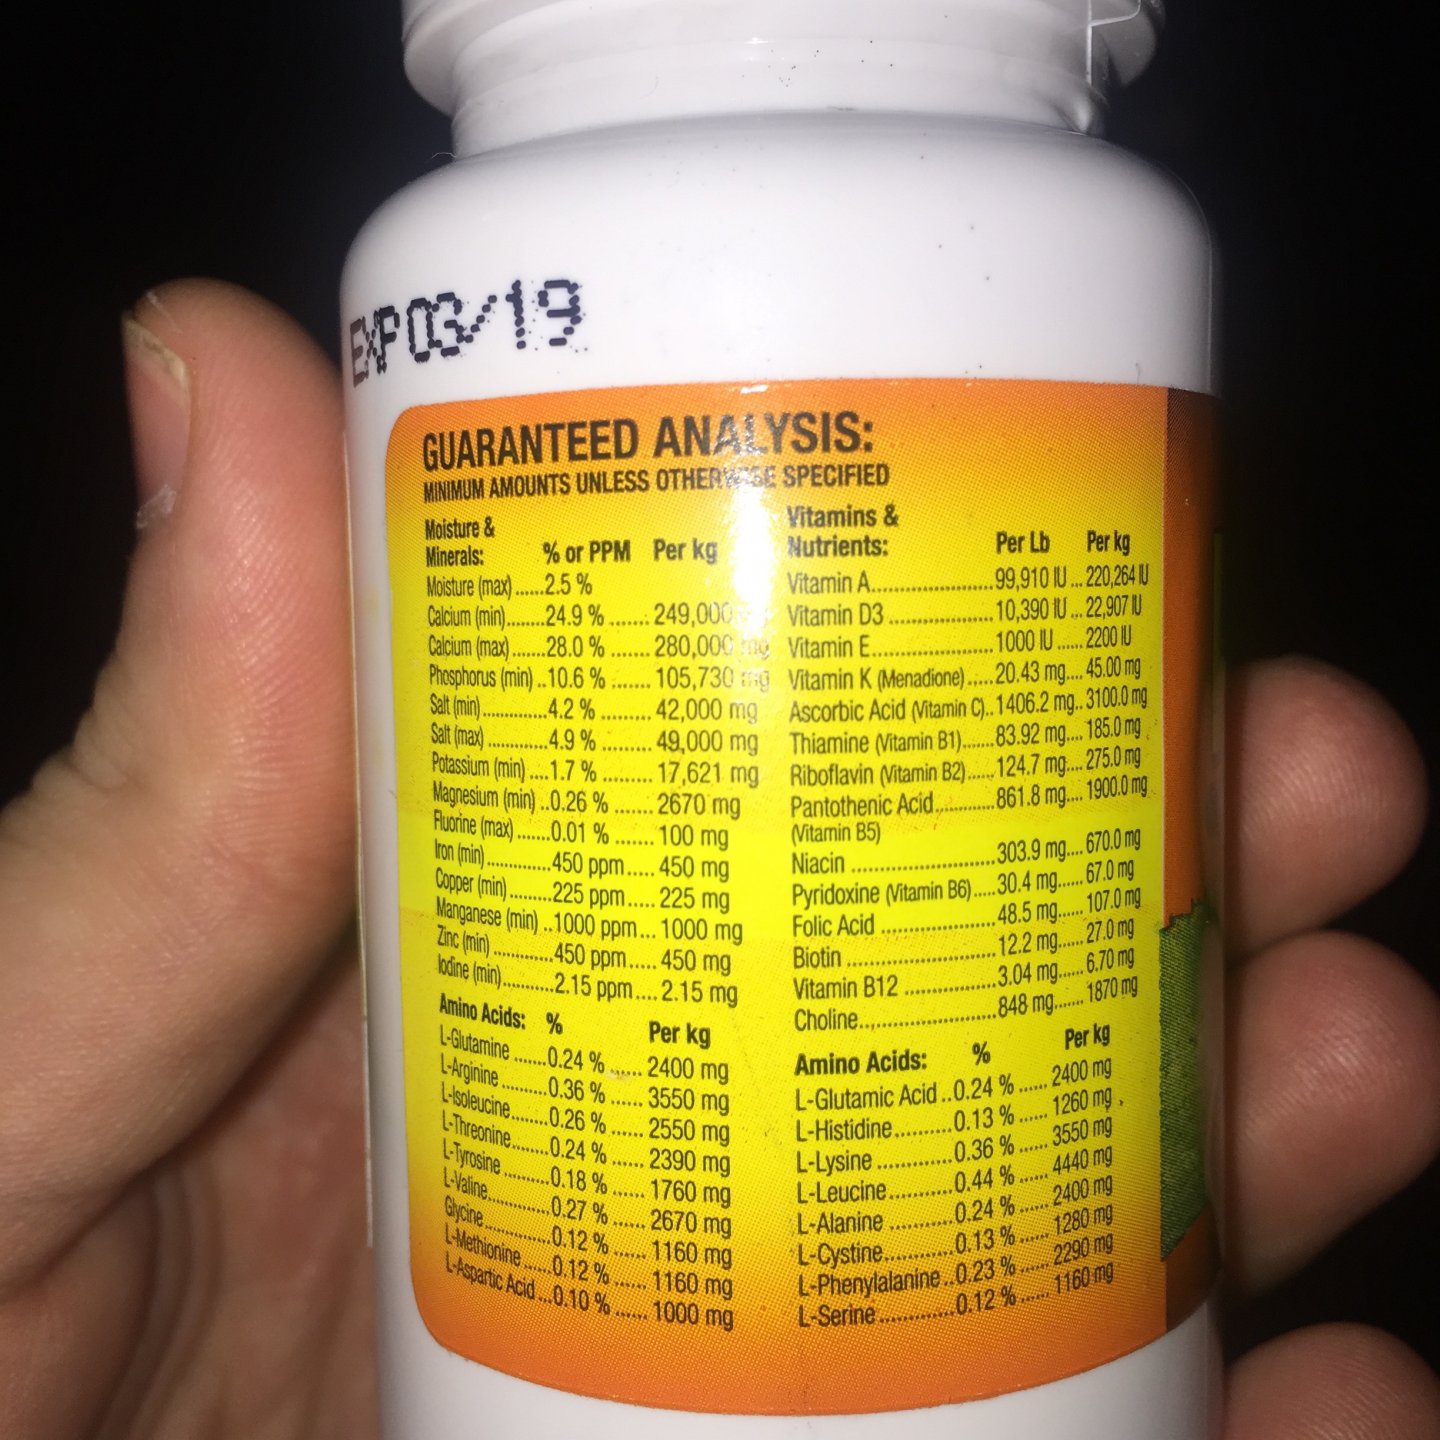 EXP 03/19
GUARANTEED ANALYSIS:
MINIMUM AMOUNTS UNLESS OTHERWISE SPECIFIED
Moisture &
Minerals: % or PPM Per kg
Moisture (max) ......2.5 %
Calcium (min).......24.9 % ....... 249,000
Calcium (max) ......28.0 % ....... 280,000 mg
Phosphorus (min) ..10.6 % ....... 105,730 mg
Salt (min) .............4.2 % ......... 42,000 mg
Salt (max) ............4.9 % ......... 49,000 mg
Potassium (min) ....1.7 % ......... 17,621 mg
Magnesium (min) ..0.26 % ....... 2670 mg
Fluorine (max) .......0.01 % ....... 100 mg
Iron (min)..............450 ppm..... 450 mg
Copper (min).........225 ppm..... 225 mg
Manganese (min) ..1000 ppm... 1000 mg
Zinc (min) .............450 ppm..... 450 mg
Iodine (min)...........2.15 ppm.... 2.15 mg
Amino Acids: % Per kg
L-Glutamine .......0.24 % ...... 2400 mg
L-Arginine .........0.36 % ...... 3550 mg
L-Isoleucine.......0.26 % ...... 2550 mg
L-Threonine.......0.24 % ...... 2390 mg
L-Tyrosine .........0.18 % ...... 1760 mg
L-Valine.............0.27 % ...... 2670 mg
Glycine..............0.12 % ...... 1160 mg
L-Methionine .....0.12 % ...... 1160 mg
L-Aspartic Acid ...0.10 % ...... 1000 mg
Vitamins &
Nutrients: Per Lb Per kg
Vitamin A.......................99,910 IU ... 220,264 IU
Vitamin D3 ....................10,390 IU ... 22,907 IU
Vitamin E.......................1000 IU ...... 2200 IU
Vitamin K (Menadione) .....20.43 mg.... 45.00 mg
Ascorbic Acid (Vitamin C)..1406.2 mg.. 3100.0 mg
Thiamine (Vitamin B1)......83.92 mg.... 185.0 mg
Riboflavin (Vitamin B2)......124.7 mg.... 275.0 mg
Pantothenic Acid.............861.8 mg.... 1900.0 mg
(Vitamin B5)
Niacin ...........................303.9 mg.... 670.0 mg
Pyridoxine (Vitamin B6).....30.4 mg...... 67.0 mg
Folic Acid ......................48.5 mg...... 107.0 mg
Biotin ............................12.2 mg...... 27.0 mg
Vitamin B12 ..................3.04 mg...... 6.70 mg
Choline..........................848 mg....... 1870 mg
Amino Acids: % Per kg
L-Glutamic Acid ..0.24 % ...... 2400 mg
L-Histidine..........0.13 % ...... 1260 mg
L-Lysine .............0.36 % ...... 3550 mg
L-Leucine...........0.44 % ...... 4440 mg
L-Alanine ...........0.24 % ...... 2400 mg
L-Cystine............0.13 % ...... 1280 mg
L-Phenylalanine ..0.23 % ...... 2290 mg
L-Serine .............0.12 % ...... 1160 mg